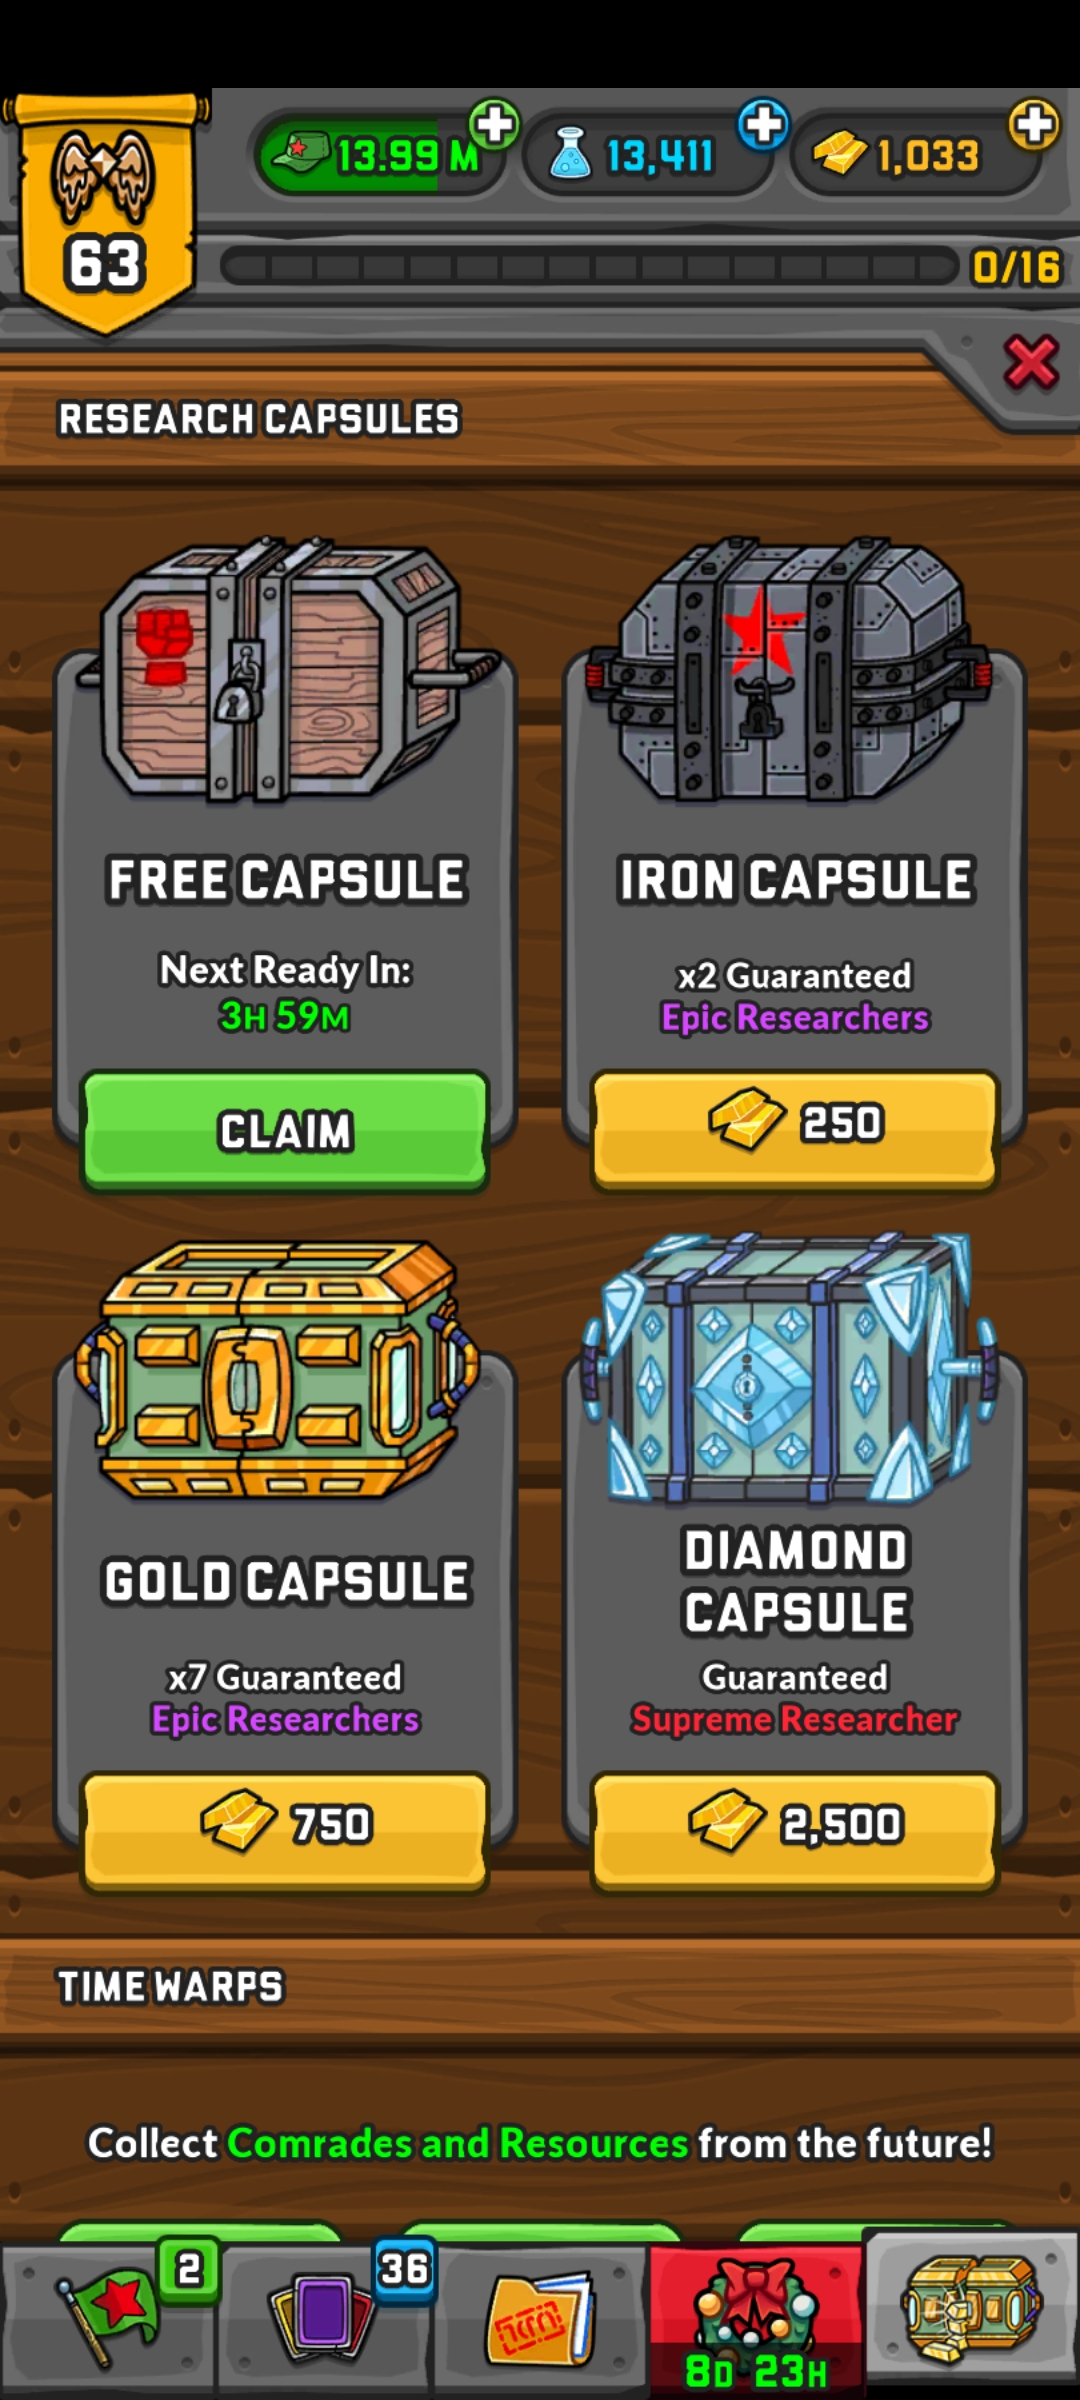 13.99 M
13,411
1,033
63
0/16
RESEARCH CAPSULES
FREE CAPSULE
Next Ready In:
3H 59M
CLAIM
IRON CAPSULE
x2 Guaranteed
Epic Researchers
250
GOLD CAPSULE
x7 Guaranteed
Epic Researchers
750
DIAMOND
CAPSULE
Guaranteed
Supreme Researcher
2,500
TIME WARPS
Collect Comrades and Resources from the future!
2
36
8D 23H